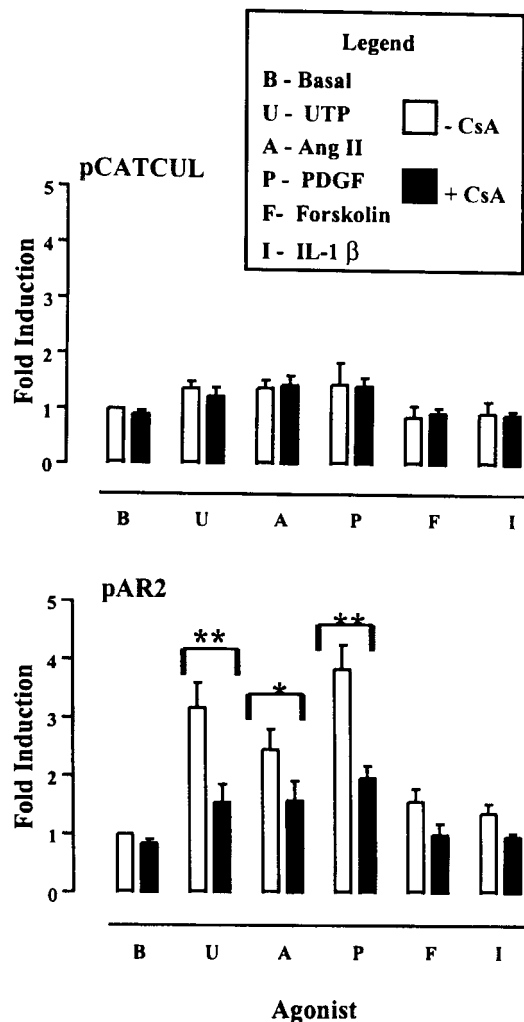 Legend
B - Basal
U - UTP
A - Ang II
P - PDGF
F- Forskolin
I - IL-1 β
- CsA
+ CsA
pCATCUL
Fold Induction
5
4
3
2
1
0
B U A P F I
pAR2
Fold Induction
5
4
3
2
1
0
** * **
B U A P F I
Agonist